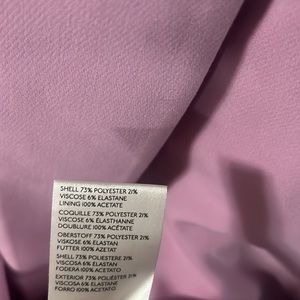 SHELL 73% POLYESTER 21%
VISCOSE 6% ELASTANE
LINING 100% ACETATE
COQUILLE 73% POLYESTER 21%
VISCOSE 6% ÉLASTHANNE
DOUBLURE 100% ACÉTATE
OBERSTOFF 73% POLYESTER 21%
VISKOSE 6% ELASTAN
FUTTER 100% AZETAT
SHELL 73% POLIESTERE 21%
VISCOSA 6% ELASTAN
FODERA 100% ACETATO
EXTERIOR 73% POLIÉSTER 21%
VISCOSA 6% ELASTANO
FORRO 100% ACETATO